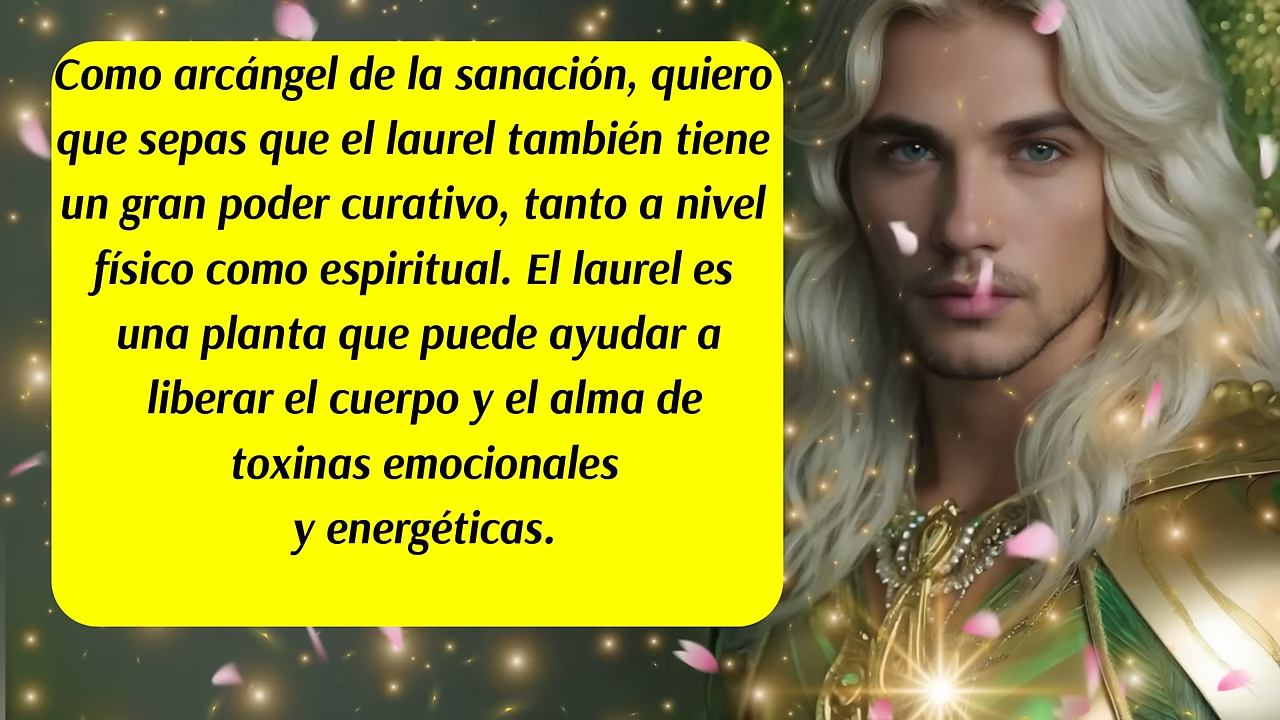 Como arcángel de la sanación, quiero
que sepas que el laurel también tiene
un gran poder curativo, tanto a nivel
físico como espiritual. El laurel es
una planta que puede ayudar a
liberar el cuerpo y el alma de
toxinas emocionales
y energéticas.